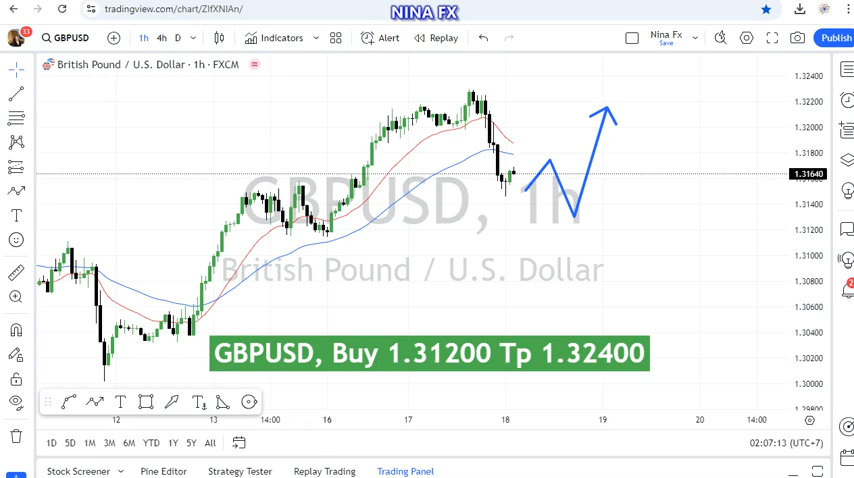 NINA FX
tradingview.com/chart/ZIfXNIAn/
33
GBPUSD
1h 4h D
Indicators
Alert
Replay
Nina Fx
Save
Publish
British Pound / U.S. Dollar · 1h · FXCM
1.32400
1.32200
1.32000
1.31800
1.31640
1.31400
1.31200
1.31000
1.30800
1.30600
1.30400
1.30200
1.30000
1.29800
GBPUSD, 1h
British Pound / U.S. Dollar
GBPUSD, Buy 1.31200 Tp 1.32400
12 13 14:00 16 17 18 19 20 14:00
1D 5D 1M 3M 6M YTD 1Y 5Y All
02:07:13 (UTC+7)
Stock Screener Pine Editor Strategy Tester Replay Trading Trading Panel